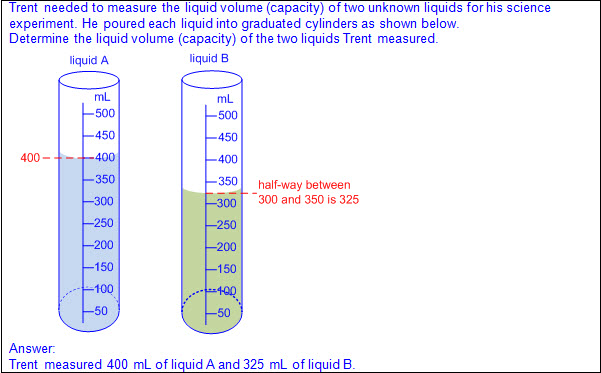 Trent needed to measure the liquid volume (capacity) of two unknown liquids for his science
experiment. He poured each liquid into graduated cylinders as shown below.
Determine the liquid volume (capacity) of the two liquids Trent measured.
liquid A
mL
500
450
400
400
350
300
250
200
150
100
50
liquid B
mL
500
450
400
350
300
250
200
150
100
50
half-way between
300 and 350 is 325
Answer:
Trent measured 400 mL of liquid A and 325 mL of liquid B.